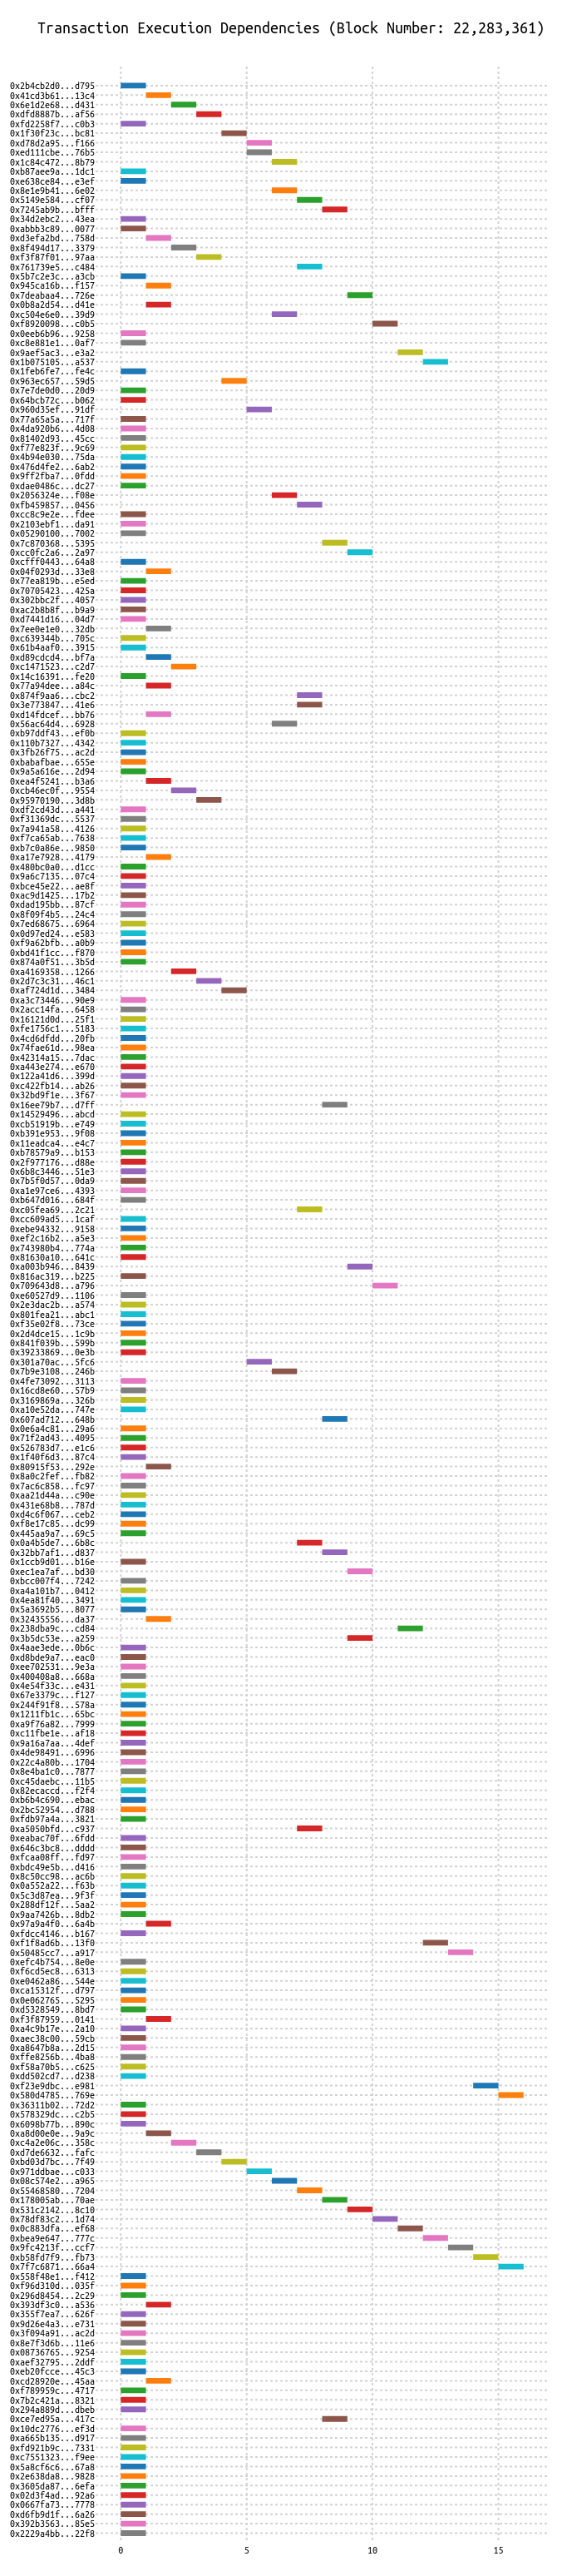 Transaction Execution Dependencies (Block Number: 22,283,361)
0x2b4cb2d0...d795
0x41cd3b61...13c4
0x6e1d2e68...d431
0xdfd8887b...af56
0xfd2258f7...c0b3
0x1f30f23c...bc81
0xd78d2a95...f166
0xed111cbe...76b5
0x1c84c472...8b79
0xb87aee9a...1dc1
0xe638ce84...e3ef
0x8e1e9b41...6e02
0x5149e584...cf07
0x7245ab9b...bfff
0x34d2ebc2...43ea
0xabbb3c89...0077
0xd3efa2bd...758d
0x8f494d17...3379
0xf3f87f01...97aa
0x761739e5...c484
0x5b7c2e3c...a3cb
0x945ca16b...f157
0x7deabaa4...726e
0x0b8a2d54...d41e
0xc504e6e0...39d9
0xf8920098...c0b5
0x0eeb6b96...9258
0xc8e881e1...0af7
0x9aef5ac3...e3a2
0x1b075105...a537
0x1feb6fe7...fe4c
0x963ec657...59d5
0x7e7de0d0...20d9
0x64bcb72c...b062
0x960d35ef...91df
0x77a65a5a...717f
0x4da920b6...4d08
0x81402d93...45cc
0xf77e823f...9c69
0x4b94e030...75da
0x476d4fe2...6ab2
0x9ff2fba7...0fdd
0xdae0486c...dc27
0x2056324e...f08e
0xfb459857...0456
0xcc8c9e2e...fdee
0x2103ebf1...da91
0x05290100...7002
0x7c870368...5395
0xcc0fc2a6...2a97
0xcfff0443...64a8
0x04f0293d...33e8
0x77ea819b...e5ed
0x70705423...425a
0x302bbc2f...4057
0xac2b8b8f...b9a9
0xd7441d16...04d7
0x7ee0e1e0...32db
0xc639344b...705c
0x61b4aaf0...3915
0xd89cdcd4...bf7a
0xc1471523...c2d7
0x14c16391...fe20
0x77a94dee...a84c
0x874f9aa6...cbc2
0x3e773847...41e6
0xd14fdcef...bb76
0x56ac64d4...6928
0xb97ddf43...ef0b
0x110b7327...4342
0x3fb26f75...ac2d
0xbabafbae...655e
0x9a5a616e...2d94
0xea4f5241...b3a6
0xcb46ec0f...9554
0x95970190...3d8b
0xdf2cd43d...a441
0xf31369dc...5537
0x7a941a58...4126
0xf7ca65ab...7638
0xb7c0a86e...9850
0xa17e7928...4179
0x480bc0a0...d1cc
0x9a6c7135...07c4
0xbce45e22...ae8f
0xac9d1425...17b2
0xdad195bb...87cf
0x8f09f4b5...24c4
0x7ed68675...6964
0x0d97ed24...e583
0xf9a62bfb...a0b9
0xbd41f1cc...f870
0x874a0f51...3b5d
0xa4169358...1266
0x2d7c3c31...46c1
0xaf724d1d...3484
0xa3c73446...90e9
0x2acc14fa...6458
0x16121d0d...25f1
0xfe1756c1...5183
0x4cd6dfdd...20fb
0x74fae61d...98ea
0x42314a15...7dac
0xa443e274...e670
0x122a41d6...399d
0xc422fb14...ab26
0x32bd9f1e...3f67
0x16ee79b7...d7ff
0x14529496...abcd
0xcb51919b...e749
0xb391e953...9f08
0x11eadca4...e4c7
0xb78579a9...b153
0x2f977176...d88e
0x6b8c3446...51e3
0x7b5f0d57...0da9
0xa1e97ce6...4393
0xb647d016...684f
0xc05fea69...2c21
0xcc609ad5...1caf
0xebe94332...9158
0xef2c16b2...a5e3
0x743980b4...774a
0x81630a10...641c
0xa003b946...8439
0x816ac319...b225
0x709643d8...a796
0xe60527d9...1106
0x2e3dac2b...a574
0x801fea21...abc1
0xf35e02f8...73ce
0x2d4dce15...1c9b
0x841f039b...599b
0x39233869...0e3b
0x301a70ac...5fc6
0x7b9e3108...246b
0x4fe73092...3113
0x16cd8e60...57b9
0x3169869a...326b
0xa10e52da...747e
0x607ad712...648b
0x0e6a4c81...29a6
0x71f2ad43...4095
0x526783d7...e1c6
0x1f40f6d3...87c4
0x80915f53...292e
0x8a0c2fef...fb82
0x7ac6c858...fc97
0xaa21d44a...c90e
0x431e68b8...787d
0xd4c6f067...ceb2
0xf8e17c85...dc99
0x445aa9a7...69c5
0x0a4b5de7...6b8c
0x32bb7af1...d837
0x1ccb9d01...b16e
0xec1ea7af...bd30
0xbcc007f4...7242
0xa4a101b7...0412
0x4ea81f40...3491
0x5a3692b5...8077
0x32435556...da37
0x238dba9c...cd84
0x3b5dc53e...a259
0x4aae3ede...0b6c
0xd8bde9a7...eac0
0xee702531...9e3a
0x400408a8...668a
0x4e54f33c...e431
0x67e3379c...f127
0x244f91f8...578a
0x1211fb1c...65bc
0xa9f76a82...7999
0xc11fbe1e...af18
0x9a16a7aa...4def
0x4de98491...6996
0x22c4a80b...1704
0x8e4ba1c0...7877
0xc45daebc...11b5
0x82ecaccd...f2f4
0xb6b4c690...ebac
0x2bc52954...d788
0xfdb97a4a...3821
0xa5050bfd...c937
0xeabac70f...6fdd
0x646c3bc8...dddd
0xfcaa08ff...fd97
0xbdc49e5b...d416
0x8c50cc98...ac6b
0x0a552a22...f63b
0x5c3d87ea...9f3f
0x288df12f...5aa2
0x9aa7426b...8db2
0x97a9a4f0...6a4b
0xfdcc4146...b167
0xf1f8ad6b...13f0
0x50485cc7...a917
0xefc4b754...8e0e
0xf6cd5ec8...6313
0xe0462a86...544e
0xca15312f...d797
0x0e062765...5295
0xd5328549...8bd7
0xf3f87959...0141
0xa4c9b17e...2a10
0xaec38c00...59cb
0xa8647b8a...2d15
0xffe8256b...4ba8
0xf58a70b5...c625
0xdd502cd7...d238
0xf23e9dbc...e981
0x580d4785...769e
0x36311b02...72d2
0x578329dc...c2b5
0x6098b77b...890c
0xa8d00e0e...9a9c
0xc4a2e06c...358c
0xd7de6632...fafc
0xbd03d7bc...7f49
0x971ddbae...c033
0x08c574e2...a965
0x55468580...7204
0x178005ab...70ae
0x531c2142...8c10
0x78df83c2...1d74
0x0c883dfa...ef68
0xbea9e647...777c
0x9fc4213f...ccf7
0xb58fd7f9...fb73
0x7f7c6871...66a4
0x558f48e1...f412
0xf96d310d...035f
0x296d8454...2c29
0x393df3c0...a536
0x355f7ea7...626f
0x9d26e4a3...e731
0x3f094a91...ac2d
0x8e7f3d6b...11e6
0x08736765...9254
0xaef32795...2ddf
0xeb20fcce...45c3
0xcd28920e...45aa
0xf789959c...4717
0x7b2c421a...8321
0x294a889d...dbeb
0xce7ed95a...417c
0x10dc2776...ef3d
0xa665b135...d917
0xfd921b9c...7331
0xc7551323...f9ee
0x5a8cf6c6...67a8
0x2e638da8...9828
0x3605da87...6efa
0x02d3f4ad...92a6
0x0667fa73...7778
0xd6fb9d1f...6a26
0x392b3563...85e5
0x2229a4bb...22f8
0 5 10 15